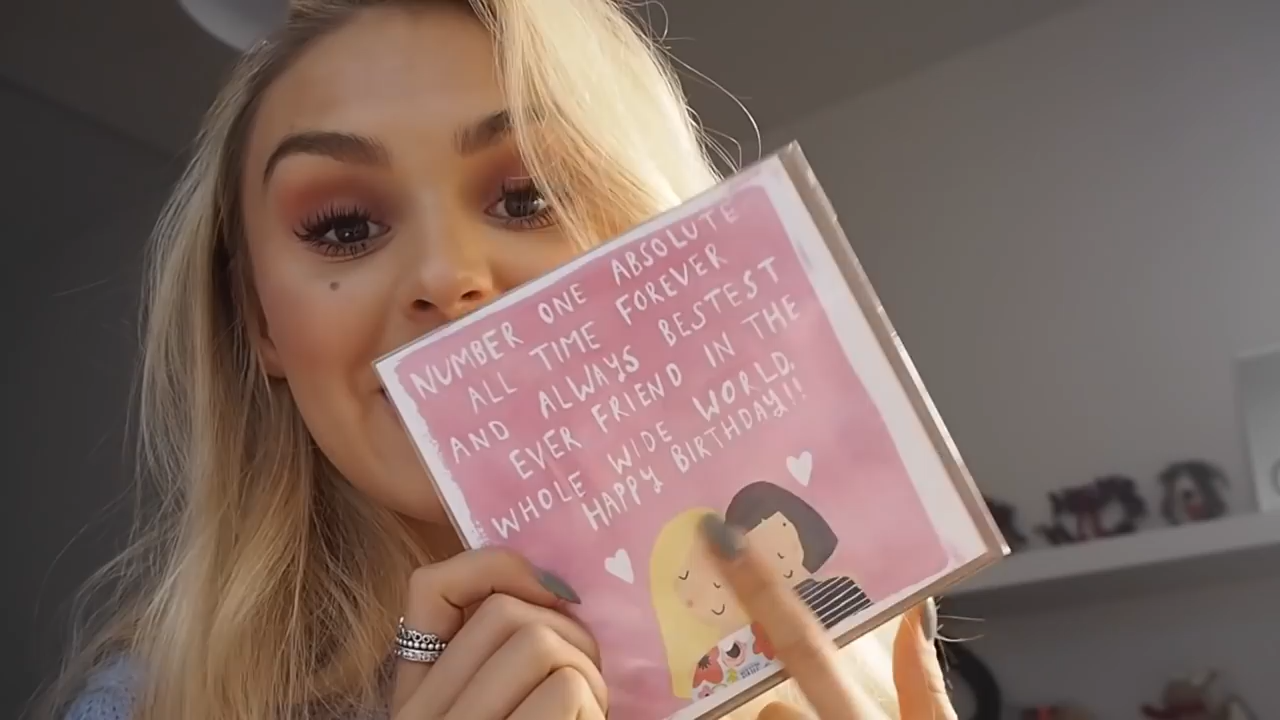 NUMBER ONE ABSOLUTE
ALL TIME FOREVER
AND ALWAYS BESTEST
EVER FRIEND IN THE
WHOLE WIDE WORLD.
HAPPY BIRTHDAY!!